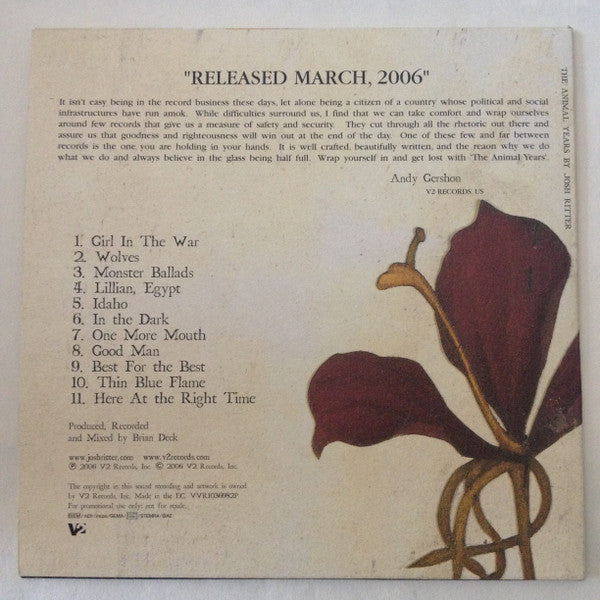 "RELEASED MARCH, 2006"
It isn't easy being in the record business these days, let alone being a citizen of a country whose political and social
infrastructures have run amok. While difficulties surround us, I find that we can take comfort and wrap ourselves
around few records that give us a measure of safety and security. They cut through all the rhetoric out there and
assure us that goodness and righteousness will win out at the end of the day. One of these few and far between
records is the one you are holding in your hands. It is well crafted, beautifully written, and the reaon why we do
what we do and always believe in the glass being half full. Wrap yourself in and get lost with 'The Animal Years'.
Andy Gershon
V2 RECORDS, US
THE ANIMAL YEARS BY JOSH RITTER
1. Girl In The War
2. Wolves
3. Monster Ballads
4. Lillian, Egypt
5. Idaho
6. In the Dark
7. One More Mouth
8. Good Man
9. Best For the Best
10. Thin Blue Flame
11. Here At the Right Time
Produced, Recorded
and Mixed by Brian Deck
www.joshritter.com www.v2records.com
℗ 2006 V2 Records, Inc. © 2006 V2 Records, Inc.
The copyright in this sound recording and artwork is owned
by V2 Records, Inc. Made in the EC. VVR1036982P
For promotional use only: not for resale.
V2